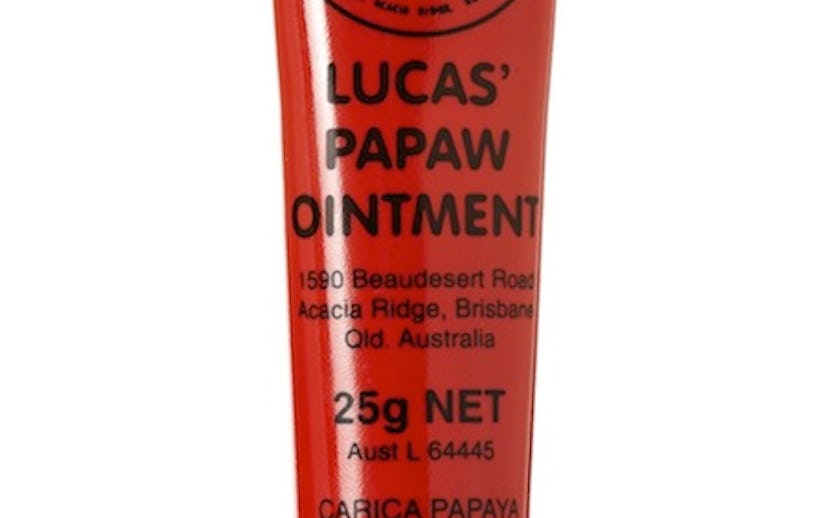 LUCAS'
PAPAW
OINTMENT
1590 Beaudesert Road
Acacia Ridge, Brisbane
Qld. Australia
25g NET
Aust L 64445
CARICA PAPAYA